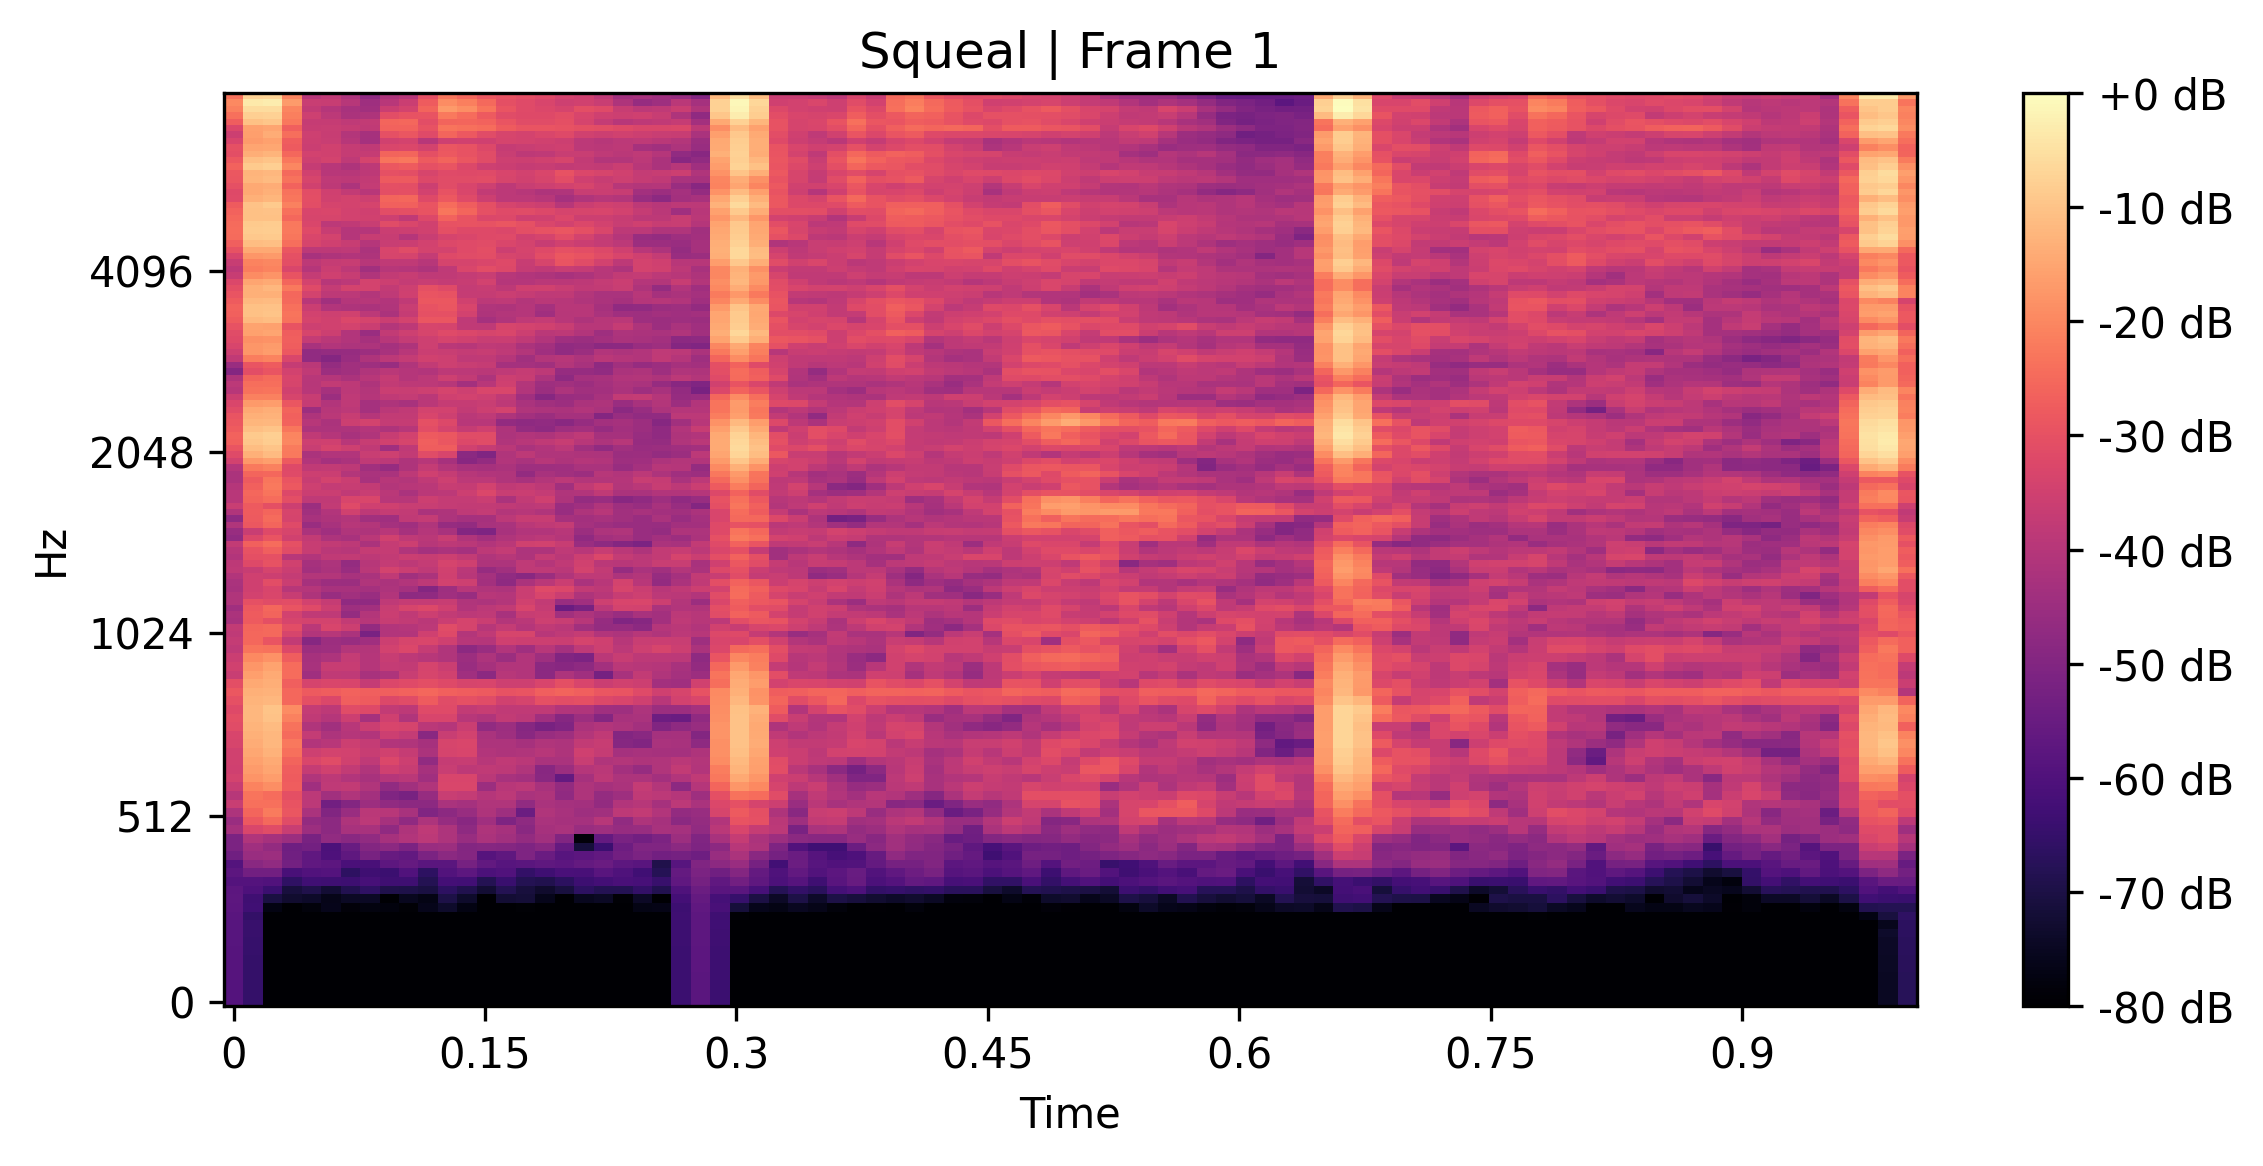 Squeal | Frame 1
+0 dB
-10 dB
-20 dB
-30 dB
-40 dB
-50 dB
-60 dB
-70 dB
-80 dB
Hz
4096
2048
1024
512
0
0 0.15 0.3 0.45 0.6 0.75 0.9
Time